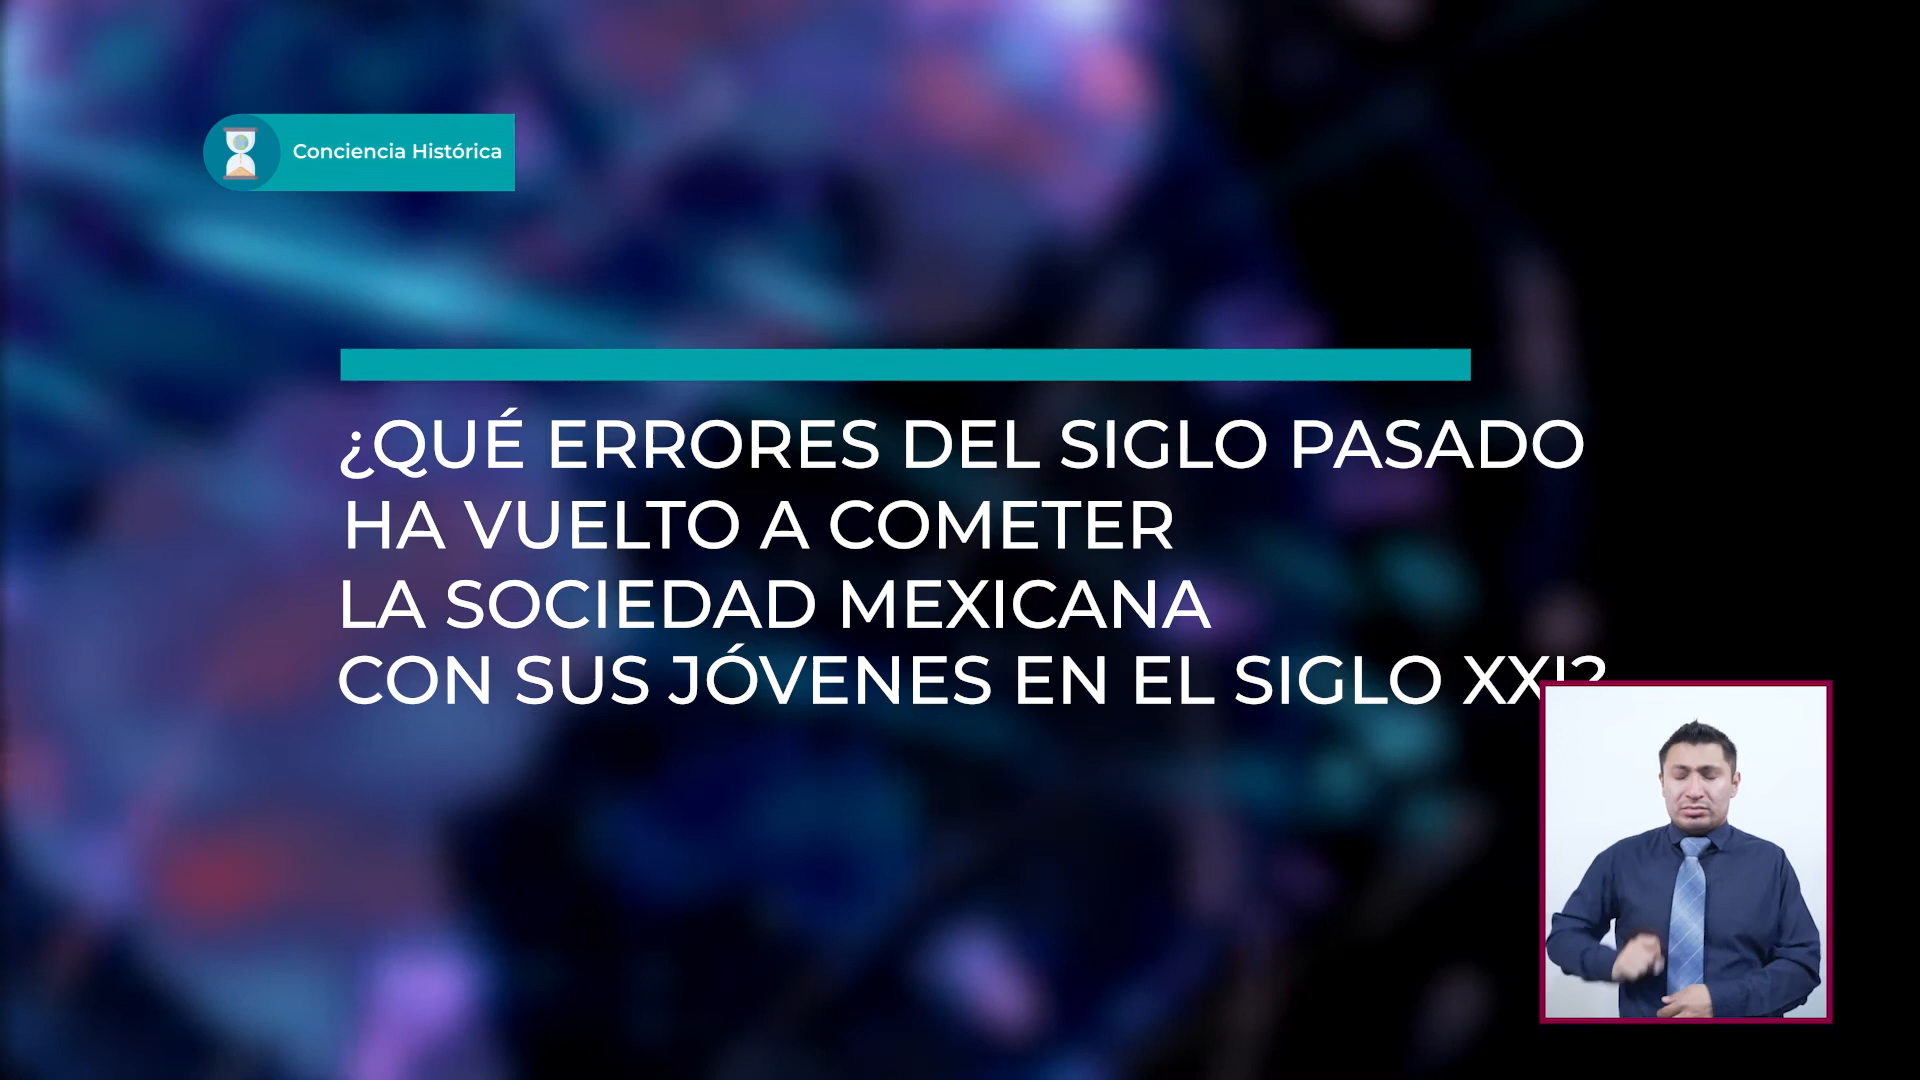 Conciencia Histórica
¿QUÉ ERRORES DEL SIGLO PASADO
HA VUELTO A COMETER
LA SOCIEDAD MEXICANA
CON SUS JÓVENES EN EL SIGLO XXI?